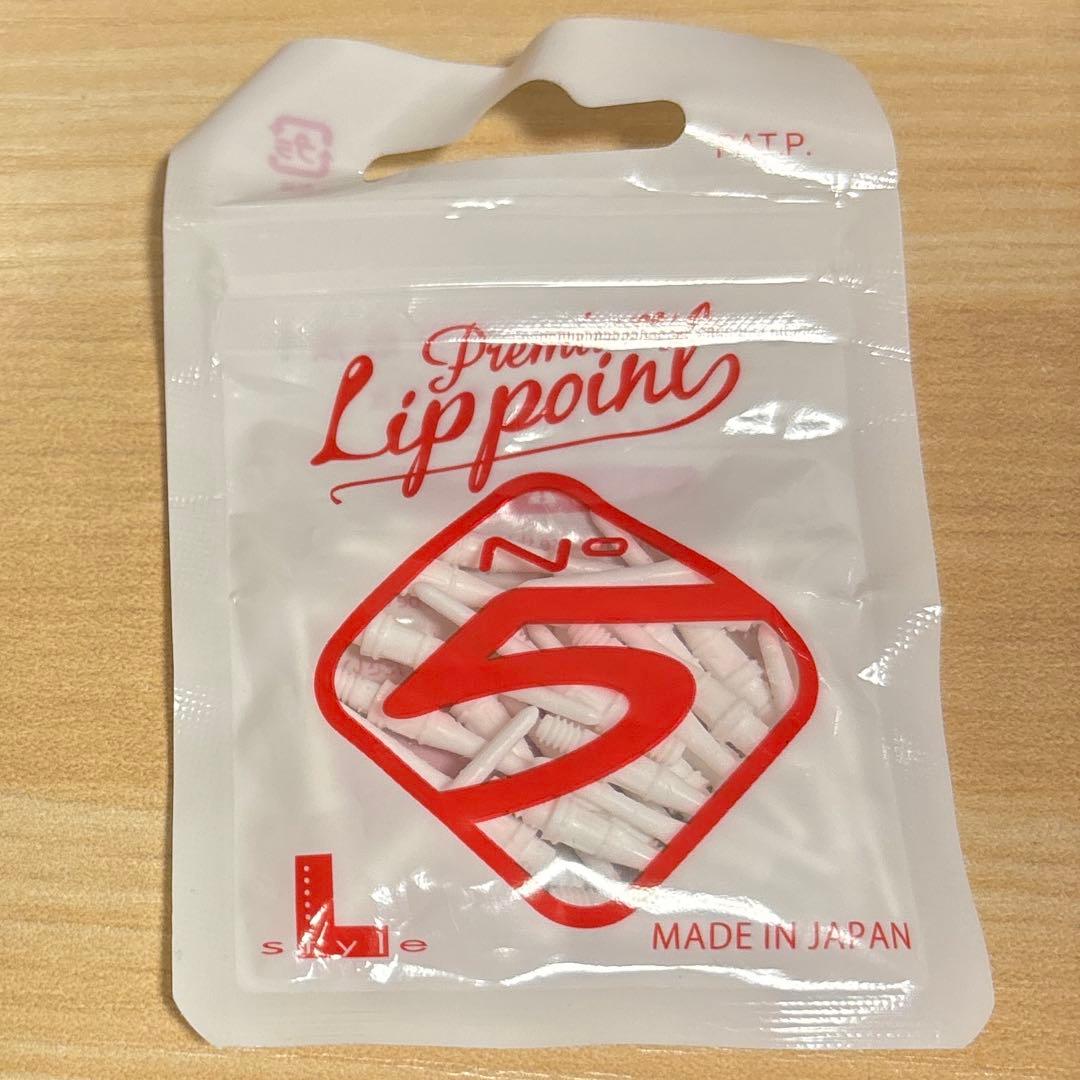 PAT.P.
Premium
Lippoint
No
5
L
style
MADE IN JAPAN